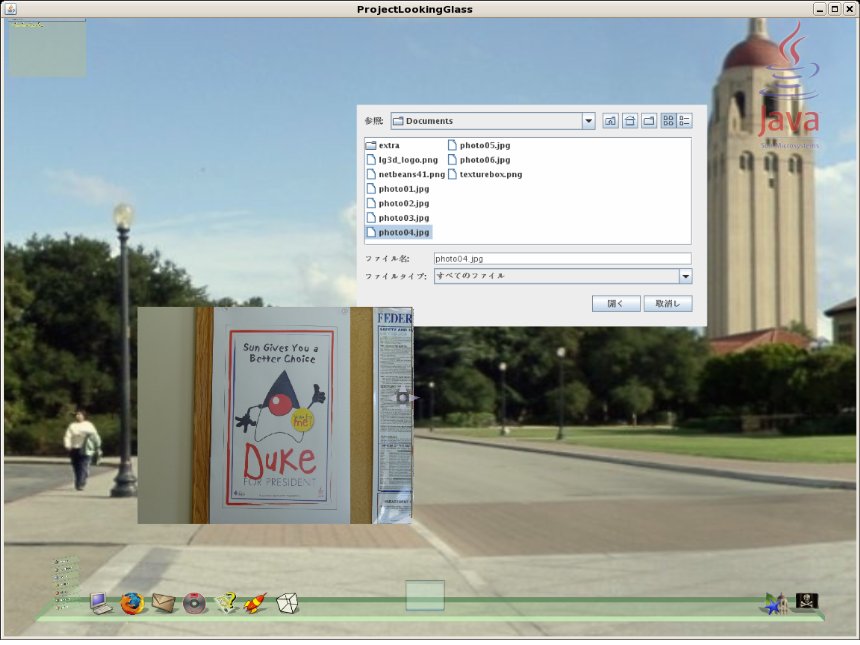 ProjectLookingGlass
Java
Sun Microsystems
参照:
Documents
extra
lg3d_logo.png
netbeans41.png
photo01.jpg
photo02.jpg
photo03.jpg
photo04.jpg
photo05.jpg
photo06.jpg
texturebox.png
ファイル名:
photo04.jpg
ファイルタイプ:
すべてのファイル
開く
取消し
Sun Gives You a
Better Choice
Duke
FOR PRESIDENT
FEDER